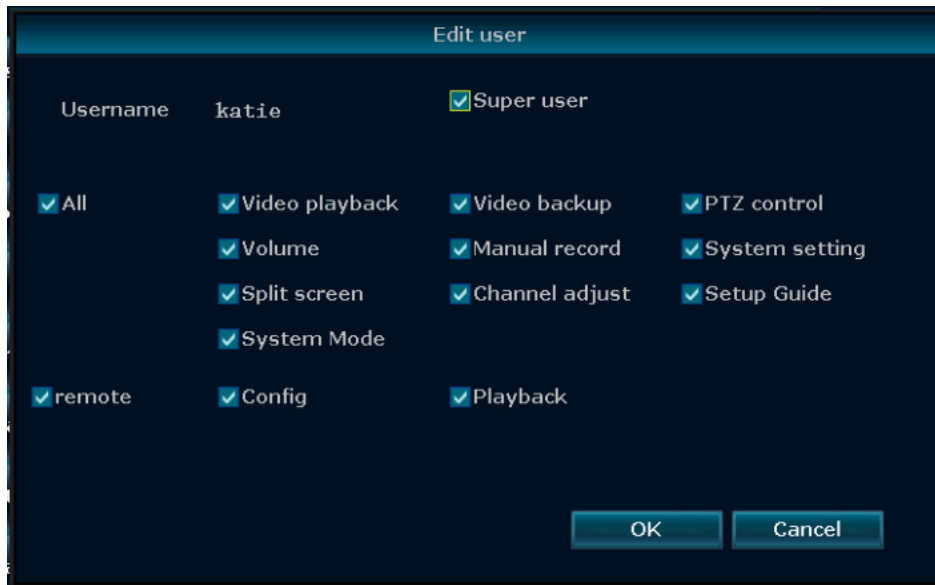 Edit user
Username katie Super user
All Video playback Video backup PTZ control
Volume Manual record System setting
Split screen Channel adjust Setup Guide
System Mode
remote Config Playback
OK Cancel